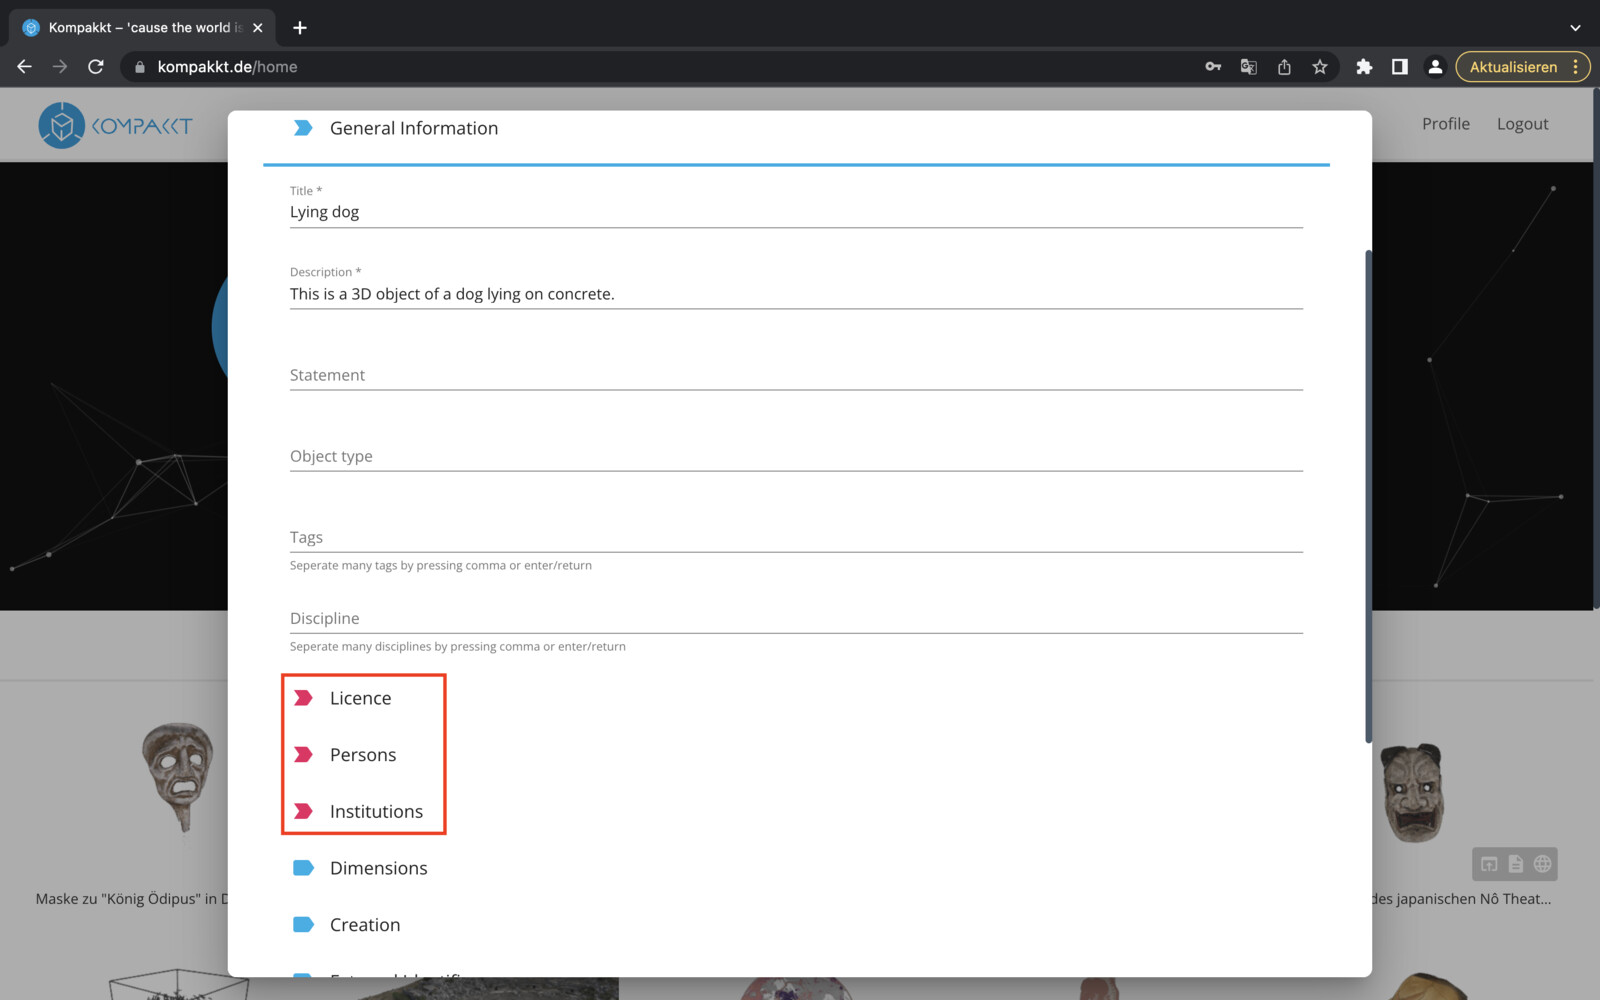 Kompakkt – 'cause the world is
kompakkt.de/home
Aktualisieren
KOMPAKKT
Profile
Logout
General Information
Title *
Lying dog
Description *
This is a 3D object of a dog lying on concrete.
Statement
Object type
Tags
Seperate many tags by pressing comma or enter/return
Discipline
Seperate many disciplines by pressing comma or enter/return
Licence
Persons
Institutions
Dimensions
Creation
Maske zu "König Ödipus" in D
des japanischen Nô Theat...